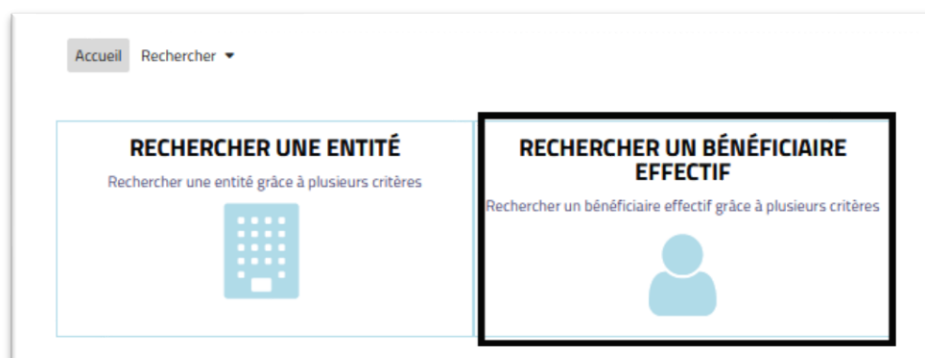 Accueil Rechercher
RECHERCHER UNE ENTITÉ
Rechercher une entité grâce à plusieurs critères
RECHERCHER UN BÉNÉFICIAIRE
EFFECTIF
Rechercher un bénéficiaire effectif grâce à plusieurs critères